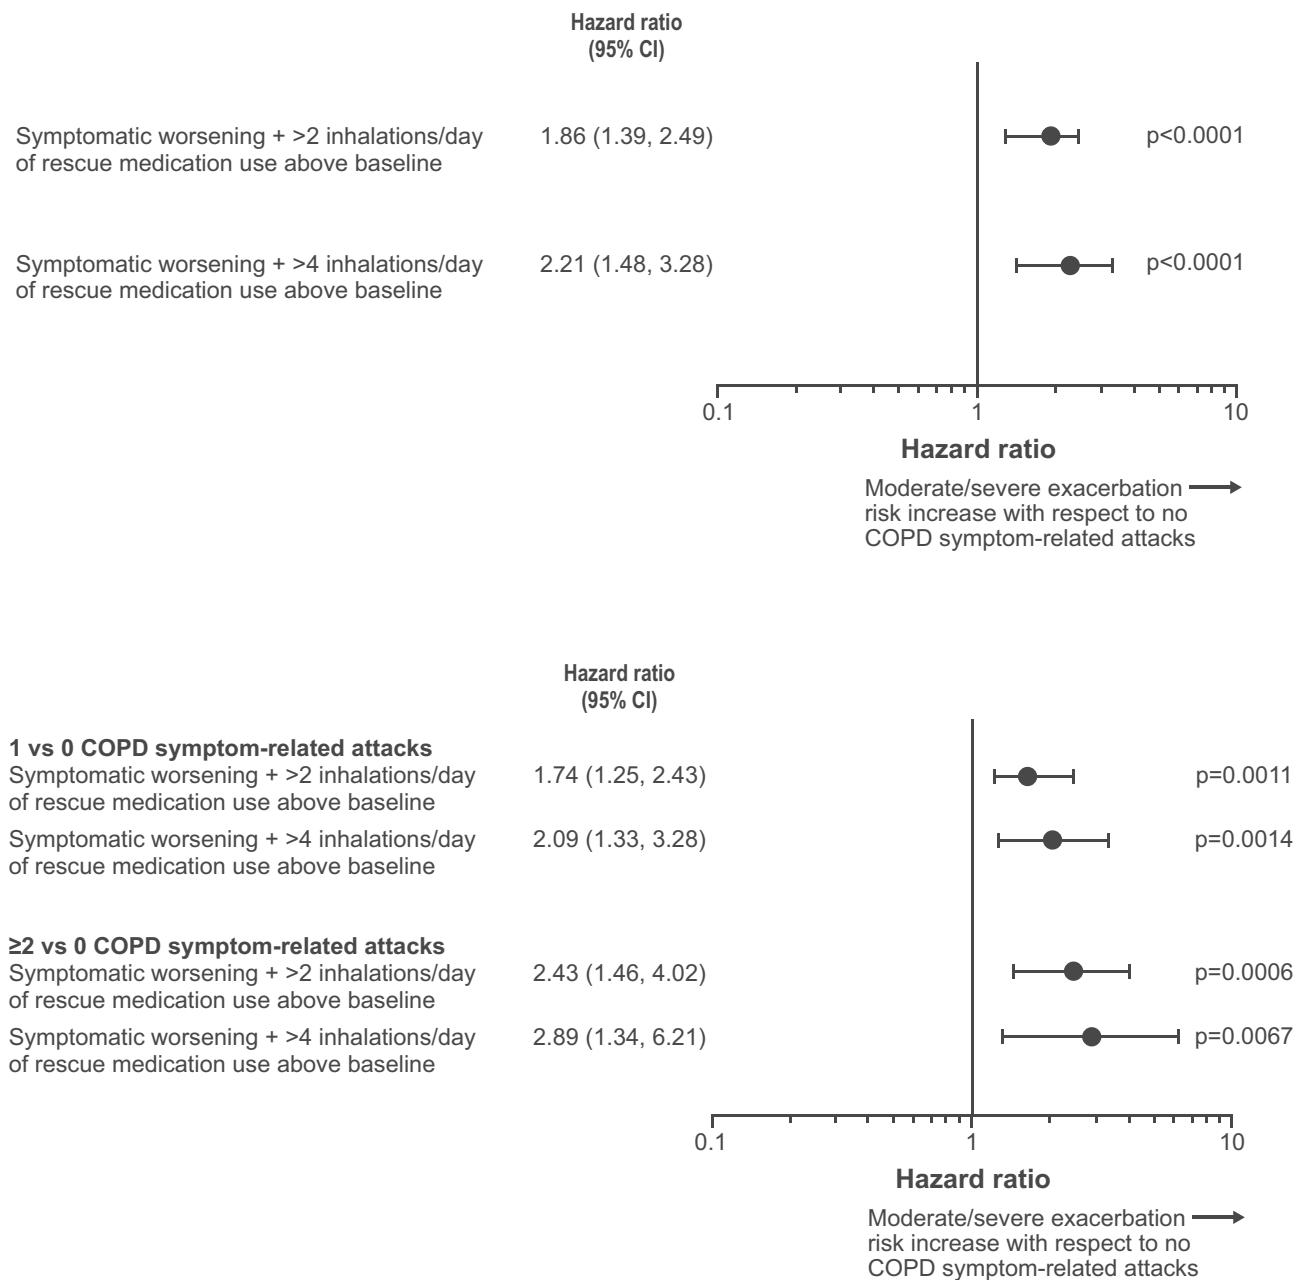 Hazard ratio
(95% CI)
Symptomatic worsening + >2 inhalations/day
of rescue medication use above baseline
1.86 (1.39, 2.49)
p<0.0001
Symptomatic worsening + >4 inhalations/day
of rescue medication use above baseline
2.21 (1.48, 3.28)
p<0.0001
0.1
1
10
Hazard ratio
Moderate/severe exacerbation
risk increase with respect to no
COPD symptom-related attacks
Hazard ratio
(95% CI)
1 vs 0 COPD symptom-related attacks
Symptomatic worsening + >2 inhalations/day
of rescue medication use above baseline
1.74 (1.25, 2.43)
p=0.0011
Symptomatic worsening + >4 inhalations/day
of rescue medication use above baseline
2.09 (1.33, 3.28)
p=0.0014
≥2 vs 0 COPD symptom-related attacks
Symptomatic worsening + >2 inhalations/day
of rescue medication use above baseline
2.43 (1.46, 4.02)
p=0.0006
Symptomatic worsening + >4 inhalations/day
of rescue medication use above baseline
2.89 (1.34, 6.21)
p=0.0067
0.1
1
10
Hazard ratio
Moderate/severe exacerbation
risk increase with respect to no
COPD symptom-related attacks